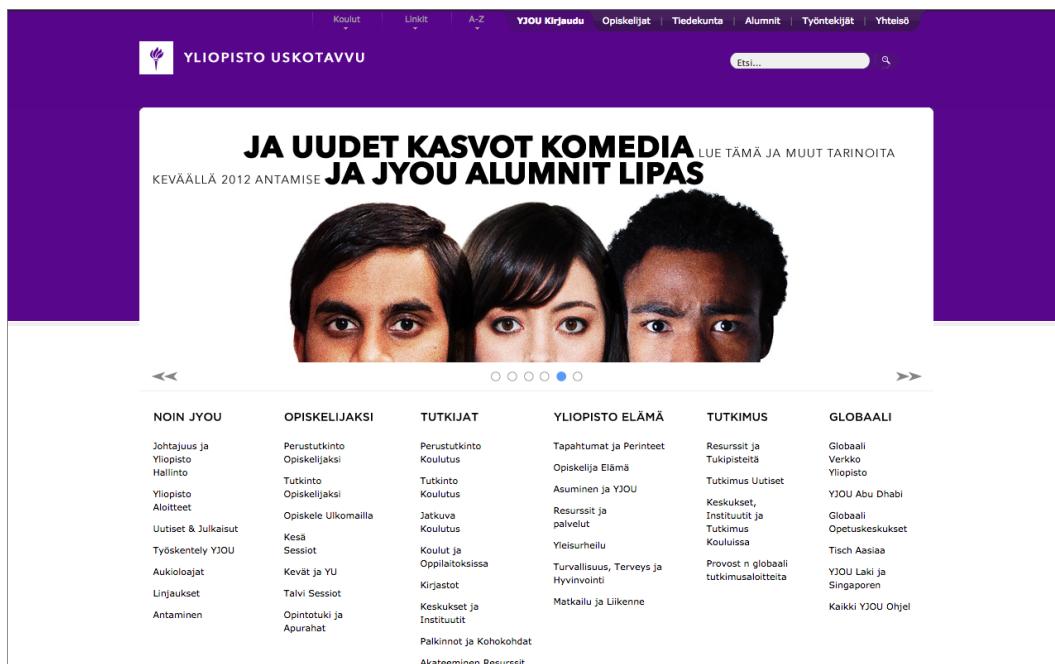 Koulut
Linkit
A-Z
YJOU Kirjaudu
Opiskelijat | Tiedekunta | Alumnit | Työntekijät | Yhteisö
YLIOPISTO USKOTAVVU
Etsi...
JA UUDET KASVOT KOMEDIA LUE TÄMÄ JA MUUT TARINOITA
KEVÄÄLLÄ 2012 ANTAMISE JA JYOU ALUMNIT LIPAS
NOIN JYOU
Johtajuus ja
Yliopisto
Hallinto
Yliopisto
Aloitteet
Uutiset & Julkaisut
Työskentely YJOU
Aukioloajat
Linjaukset
Antaminen
OPISKELIJAKSI
Perustutkinto
Opiskelijaksi
Tutkinto
Opiskelijaksi
Opiskele Ulkomailla
Kesä
Sessiot
Kevät ja YU
Talvi Sessiot
Opintotuki ja
Apurahat
TUTKIJAT
Perustutkinto
Koulutus
Tutkinto
Koulutus
Jatkuva
Koulutus
Koulut ja
Oppilaitoksissa
Kirjastot
Keskukset ja
Instituutit
Palkinnot ja Kohokohdat
Akateeminen Resurssit
YLIOPISTO ELÄMÄ
Tapahtumat ja Perinteet
Opiskelija Elämä
Asuminen ja YJOU
Resurssit ja
palvelut
Yleisurheilu
Turvallisuus, Terveys ja
Hyvinvointi
Matkailu ja Liikenne
TUTKIMUS
Resurssit ja
Tukipisteitä
Tutkimus Uutiset
Keskukset,
Instituutit ja
Tutkimus
Kouluissa
Provost n globaali
tutkimusaloitteita
GLOBAALI
Globaali
Verkko
Yliopisto
YJOU Abu Dhabi
Globaali
Opetuskeskukset
Tisch Aasiaa
YJOU Laki ja
Singaporen
Kaikki YJOU Ohjel